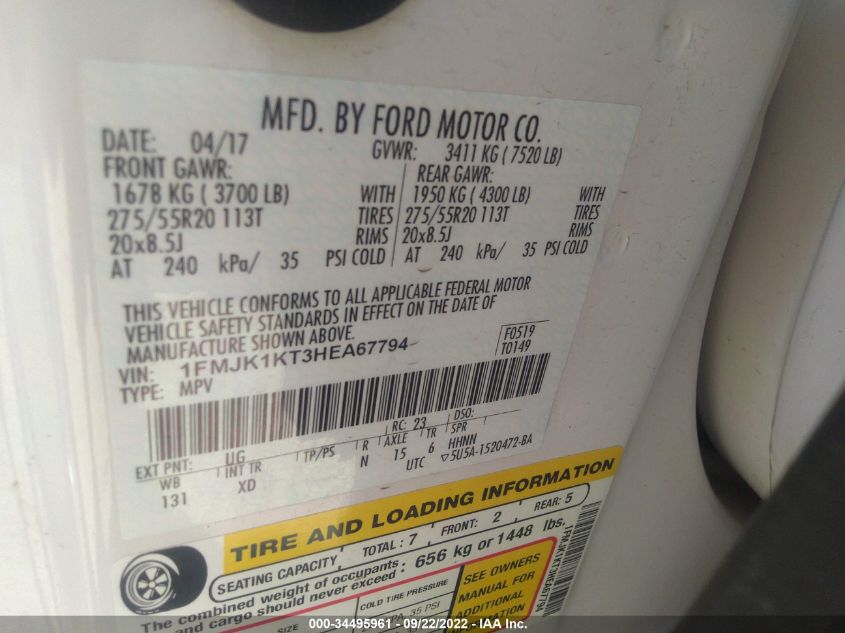 MFD. BY FORD MOTOR CO.
DATE: 04/17 GVWR: 3411 KG ( 7520 LB)
FRONT GAWR: REAR GAWR:
1678 KG ( 3700 LB) WITH 1950 KG ( 4300 LB) WITH
275/55R20 113T TIRES 275/55R20 113T TIRES
20x8.5J RIMS 20x8.5J RIMS
AT 240 kPa/ 35 PSI COLD AT 240 kPa/ 35 PSI COLD
THIS VEHICLE CONFORMS TO ALL APPLICABLE FEDERAL MOTOR
VEHICLE SAFETY STANDARDS IN EFFECT ON THE DATE OF
MANUFACTURE SHOWN ABOVE.
F0519
VIN: 1FMJK1KT3HEA67794
T0149
TYPE: MPV
RC: 23 DSO:
EXT PNT: UG TP/PS R AXLE TR SPR
WB INT TR N 15 6 HHNN
131 XD UTC 5U5A-1520472-BA
TIRE AND LOADING INFORMATION
SEATING CAPACITY, TOTAL : 7 FRONT: 2 REAR: 5
The combined weight of occupants
and cargo should never exceed : 656 kg or 1448 lbs.
SIZE COLD TIRE PRESSURE
35 PSI
SEE OWNERS
MANUAL FOR
ADDITIONAL
1FMJK1KT3HEA67794
000-34495961 - 09/22/2022 - IAA Inc.